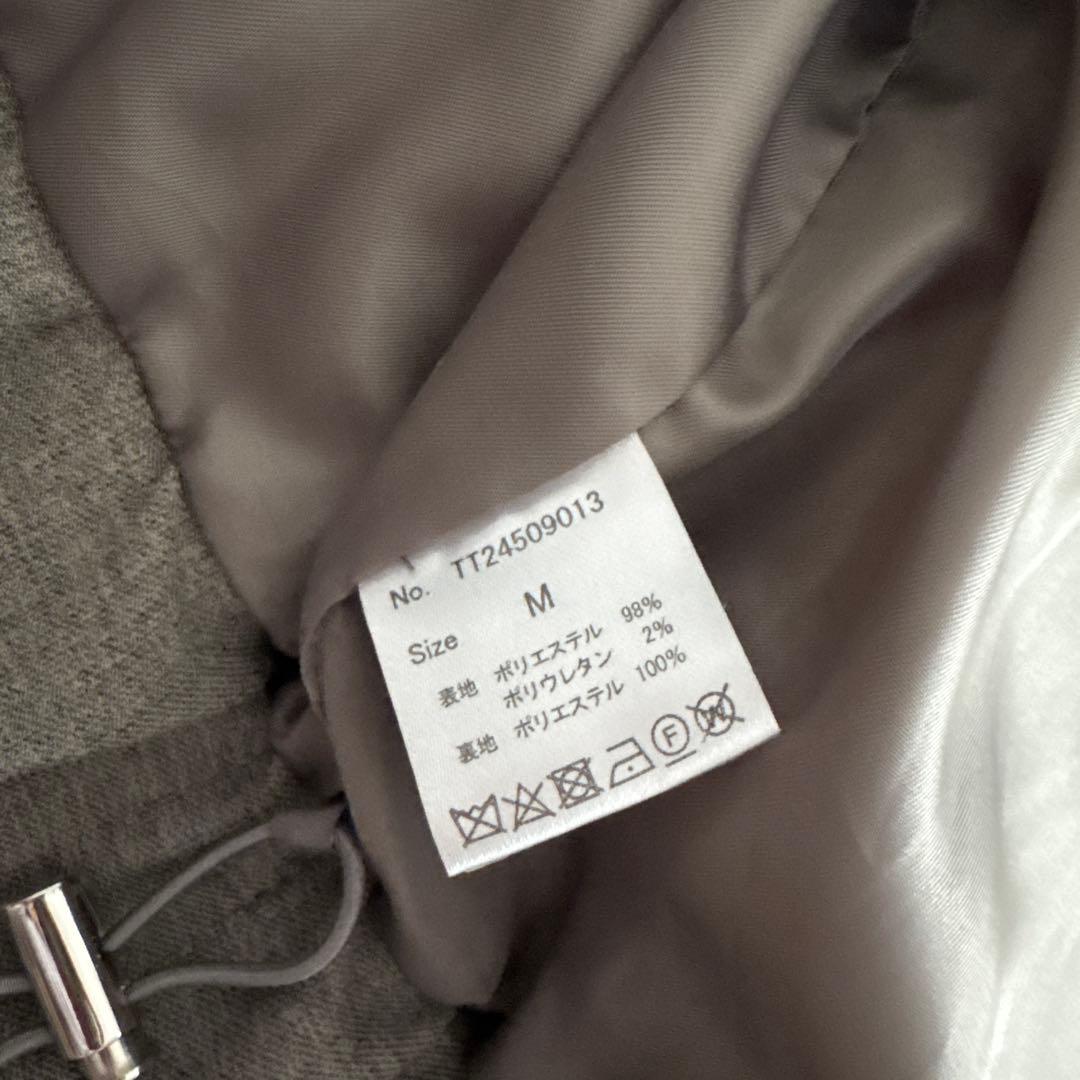 No. TT24509013
Size M
表地 ポリエステル 98%
ポリウレタン 2%
裏地 ポリエステル 100%
F W